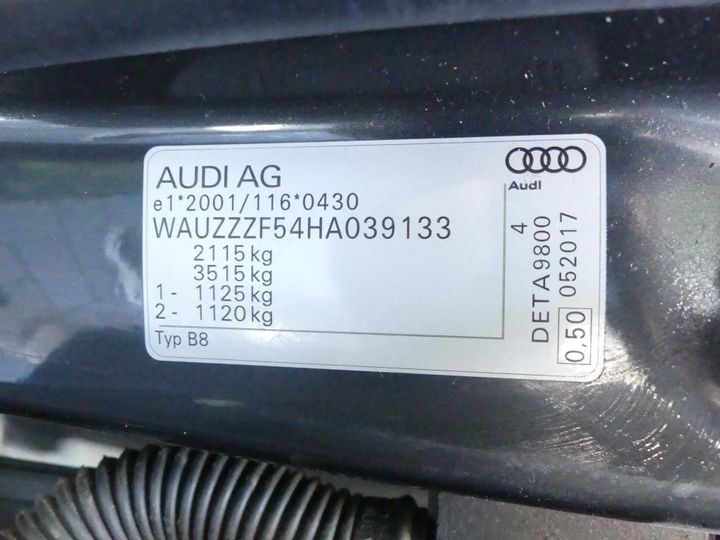 AUDI AG
e1*2001/116*0430
WAUZZZF54HA039133
2115 kg
3515 kg
1 - 1125 kg
2 - 1120 kg
Typ B8
Audi
DETA9800 4
0,50 052017